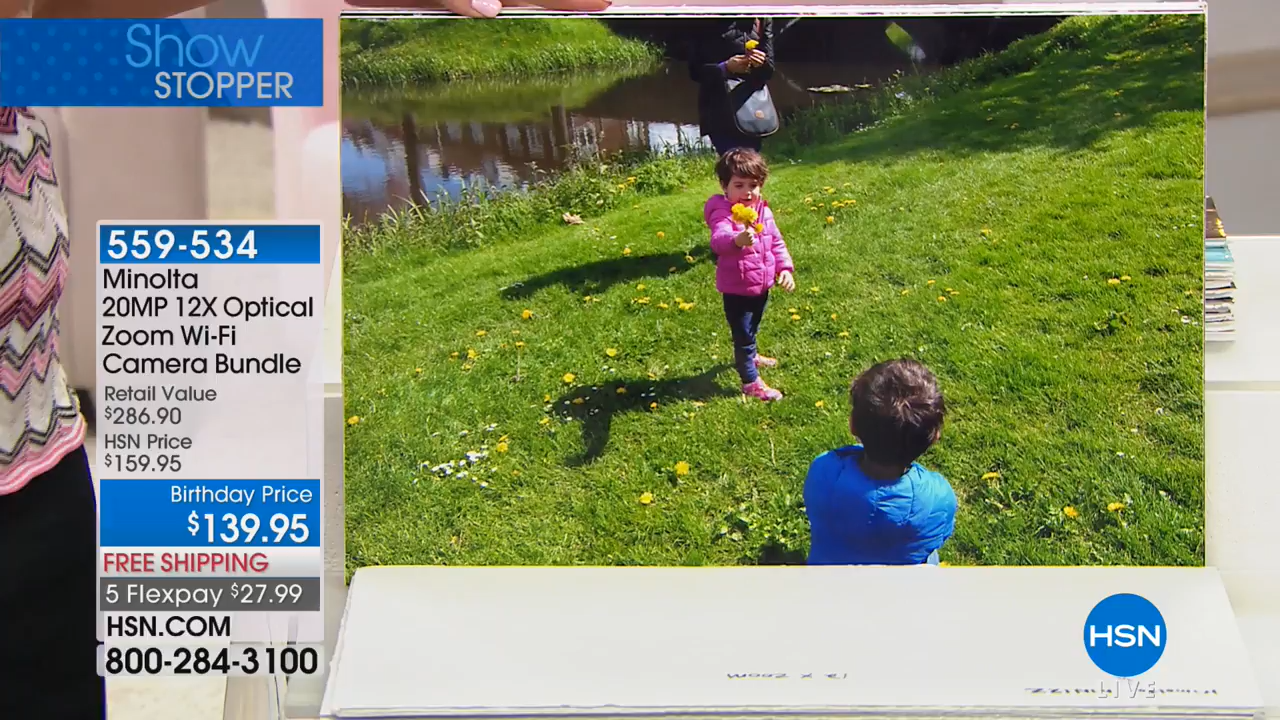 Show
STOPPER
559-534
Minolta
20MP 12X Optical
Zoom Wi-Fi
Camera Bundle
Retail Value
$286.90
HSN Price
$159.95
Birthday Price
$139.95
FREE SHIPPING
5 Flexpay $27.99
HSN.COM
800-284-3100
HSN
LIVE
12 x Zoom